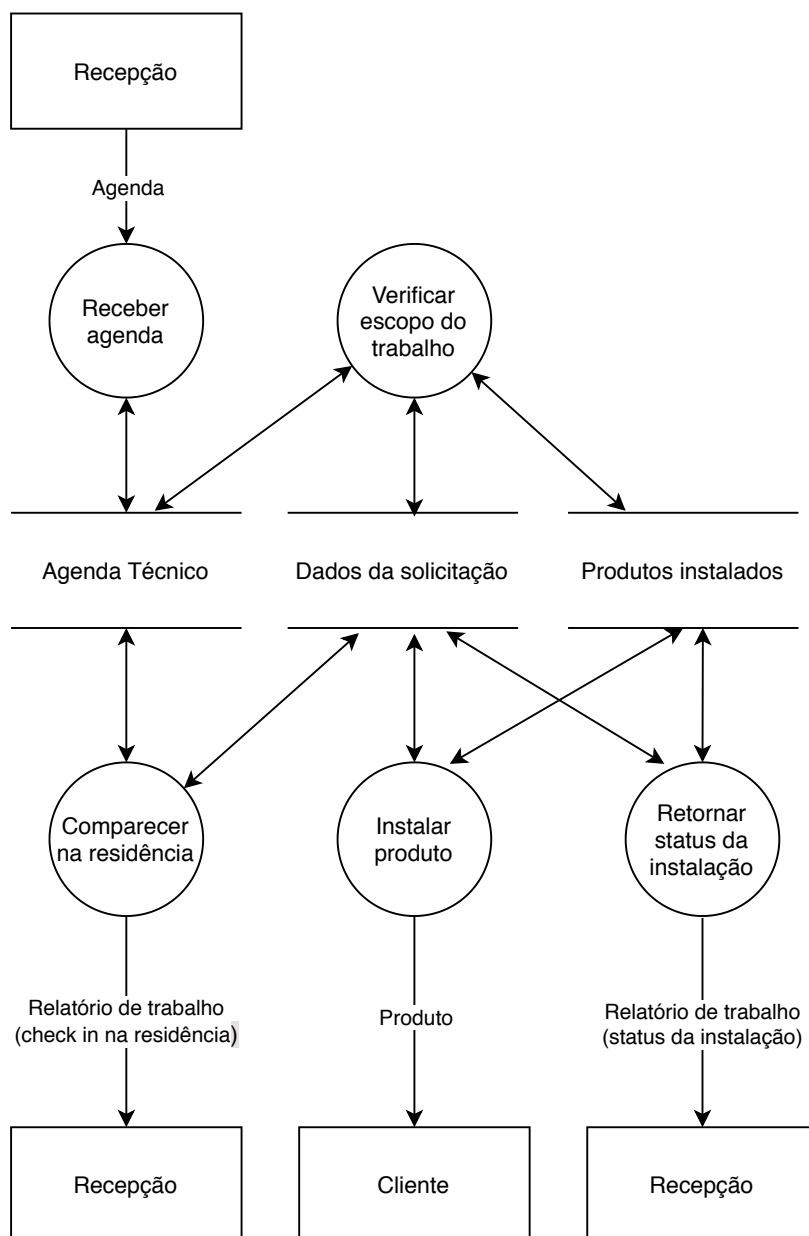 Recepção
Agenda
Receber
agenda
Verificar
escopo do
trabalho
Agenda Técnico
Dados da solicitação
Produtos instalados
Comparecer
na residência
Instalar
produto
Retornar
status da
instalação
Relatório de trabalho
(check in na residência)
Produto
Relatório de trabalho
(status da instalação)
Recepção
Cliente
Recepção